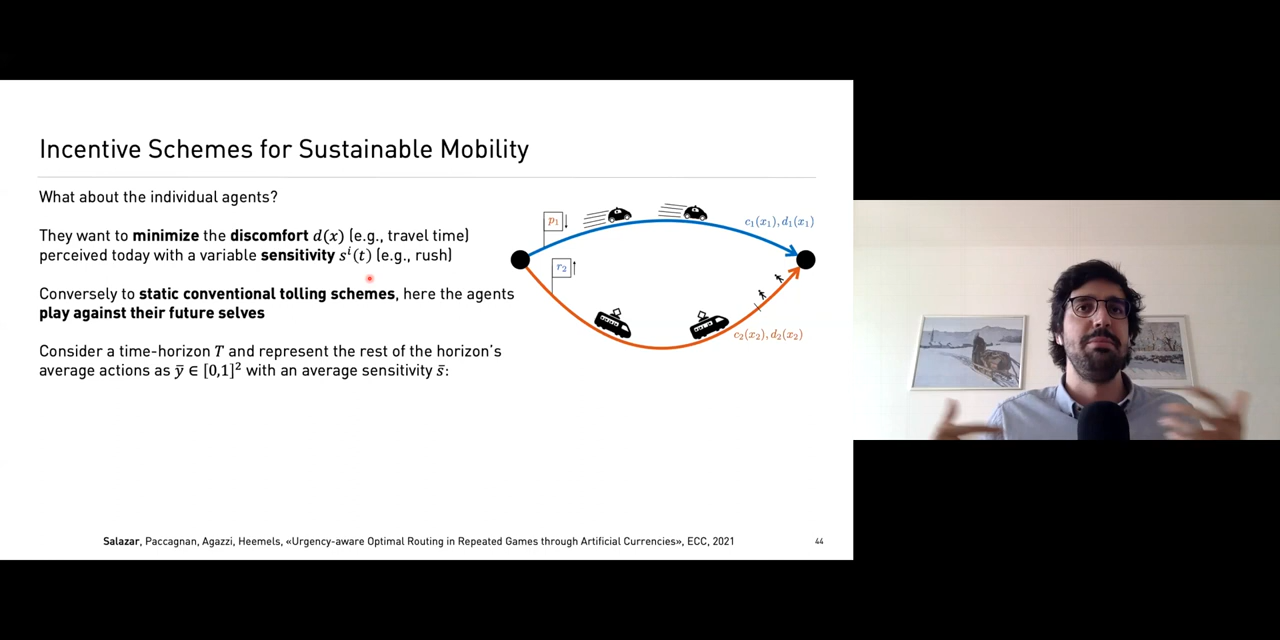 Incentive Schemes for Sustainable Mobility
What about the individual agents?
They want to minimize the discomfort d(x) (e.g., travel time)
perceived today with a variable sensitivity sⁱ(t) (e.g., rush)
Conversely to static conventional tolling schemes, here the agents
play against their future selves
Consider a time-horizon T and represent the rest of the horizon's
average actions as ȳ ∈ [0,1]² with an average sensitivity s̄:
p₁↓
c₁(x₁), d₁(x₁)
r₂↑
c₂(x₂), d₂(x₂)
Salazar, Paccagnan, Agazzi, Heemels, «Urgency-aware Optimal Routing in Repeated Games through Artificial Currencies», ECC, 2021
44